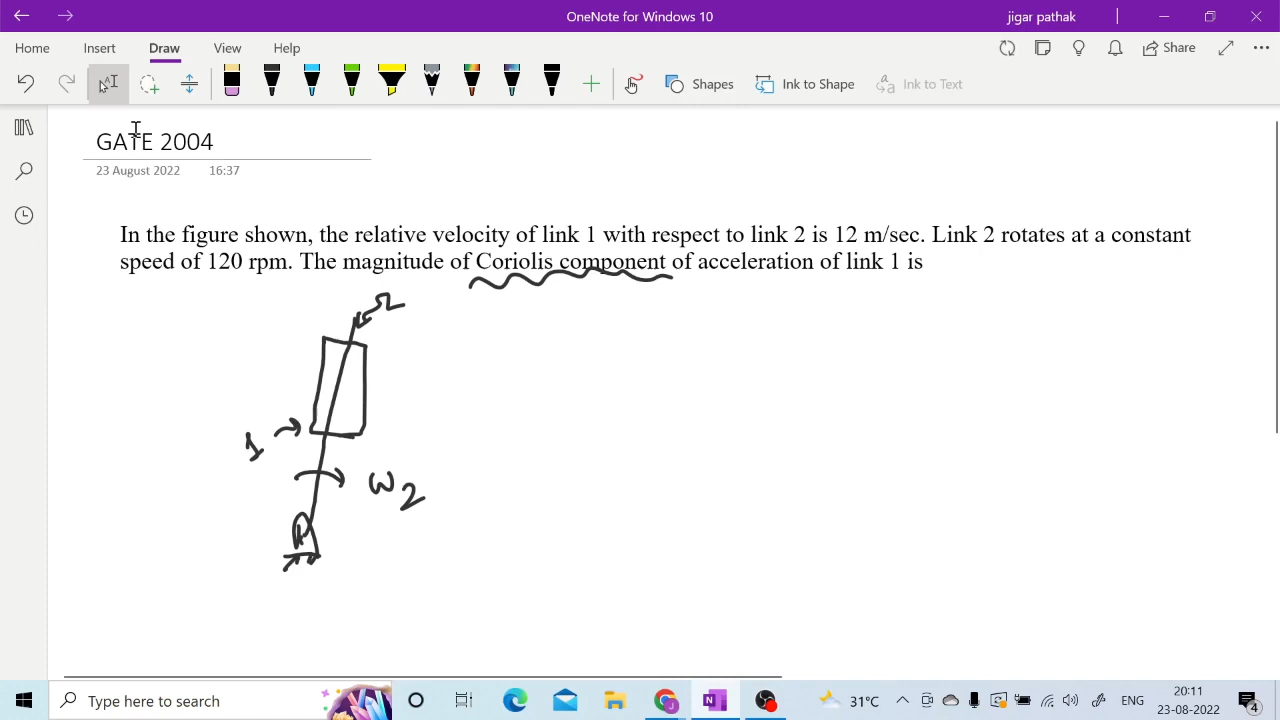 OneNote for Windows 10
jigar pathak
Home Insert Draw View Help
Share
Shapes
Ink to Shape
Ink to Text
GATE 2004
23 August 2022 16:37
In the figure shown, the relative velocity of link 1 with respect to link 2 is 12 m/sec. Link 2 rotates at a constant
speed of 120 rpm. The magnitude of Coriolis component of acceleration of link 1 is
2
1
ω2
Type here to search
31°C
ENG
20:11
23-08-2022
4